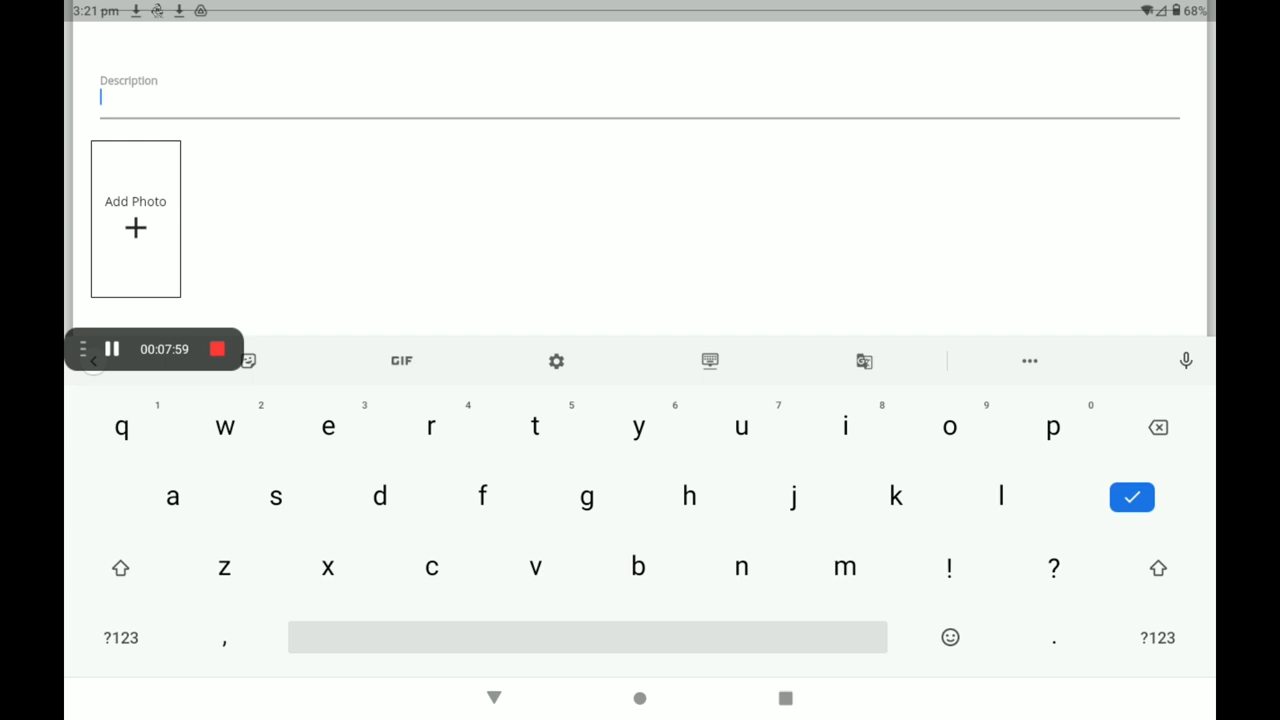 3:21 pm 68%
Description
Add Photo
00:07:59
GIF
1 2 3 4 5 6 7 8 9 0
q w e r t y u i o p
a s d f g h j k l
z x c v b n m ! ?
?123 , . ?123